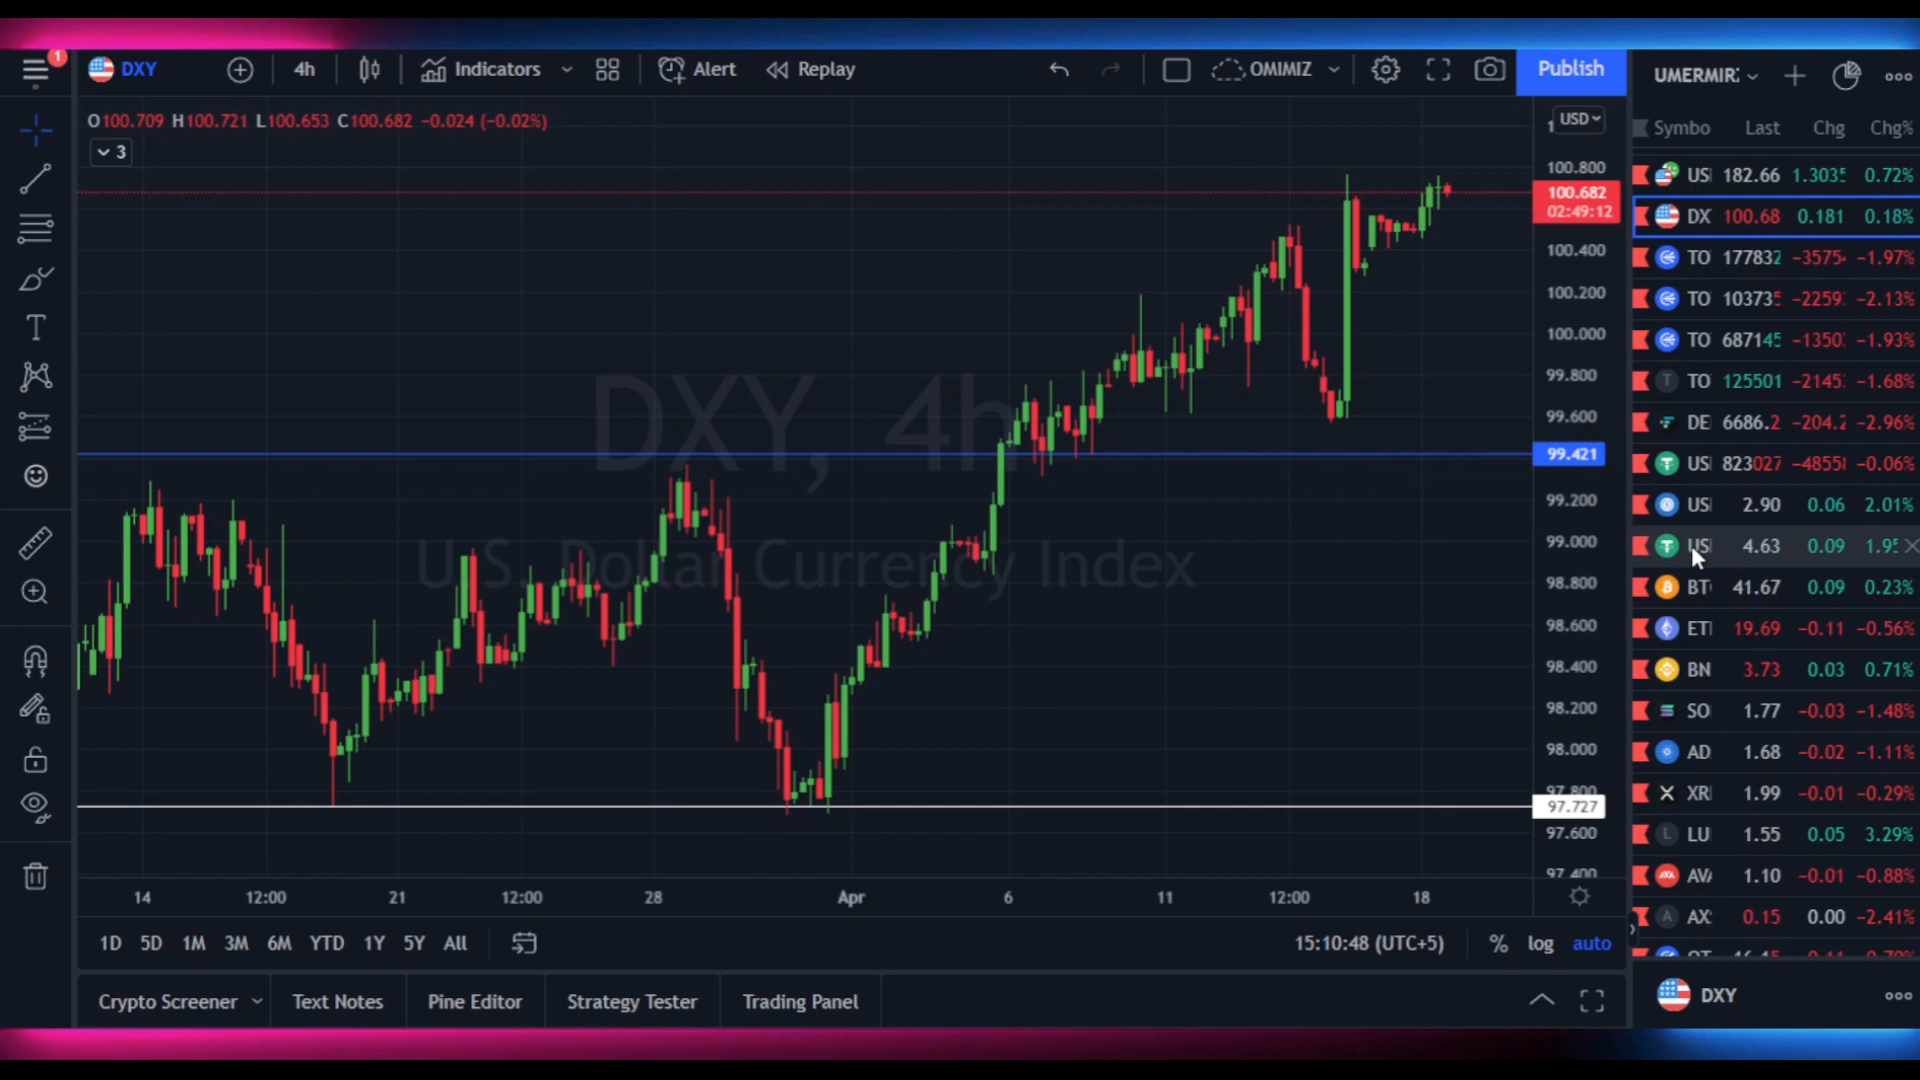 1
DXY 4h Indicators Alert Replay OMIMIZ Publish
UMERMIR
O100.709 H100.721 L100.653 C100.682 −0.024 (−0.02%)
3
USD
DXY, 4h
U.S. Dollar Currency Index
100.800
100.682
02:49:12
100.400
100.200
100.000
99.800
99.600
99.421
99.200
99.000
98.800
98.600
98.400
98.200
98.000
97.800
97.727
97.600
97.400
14 12:00 21 12:00 28 Apr 6 11 12:00 18
1D 5D 1M 3M 6M YTD 1Y 5Y All
15:10:48 (UTC+5) % log auto
Crypto Screener Text Notes Pine Editor Strategy Tester Trading Panel
Symbo Last Chg Chg%
US 182.66 1.3035 0.72%
DX 100.68 0.181 0.18%
TO 177832 −3575 −1.97%
TO 103735 −2259 −2.13%
TO 687145 −1350 −1.93%
TO 125501 −2145 −1.68%
DE 6686.2 −204.2 −2.96%
US 823027 −4855 −0.06%
US 2.90 0.06 2.01%
US 4.63 0.09 1.95
BT 41.67 0.09 0.23%
ET 19.69 −0.11 −0.56%
BN 3.73 0.03 0.71%
SO 1.77 −0.03 −1.48%
AD 1.68 −0.02 −1.11%
XR 1.99 −0.01 −0.29%
LU 1.55 0.05 3.29%
AV 1.10 −0.01 −0.88%
AX 0.15 0.00 −2.41%
DXY